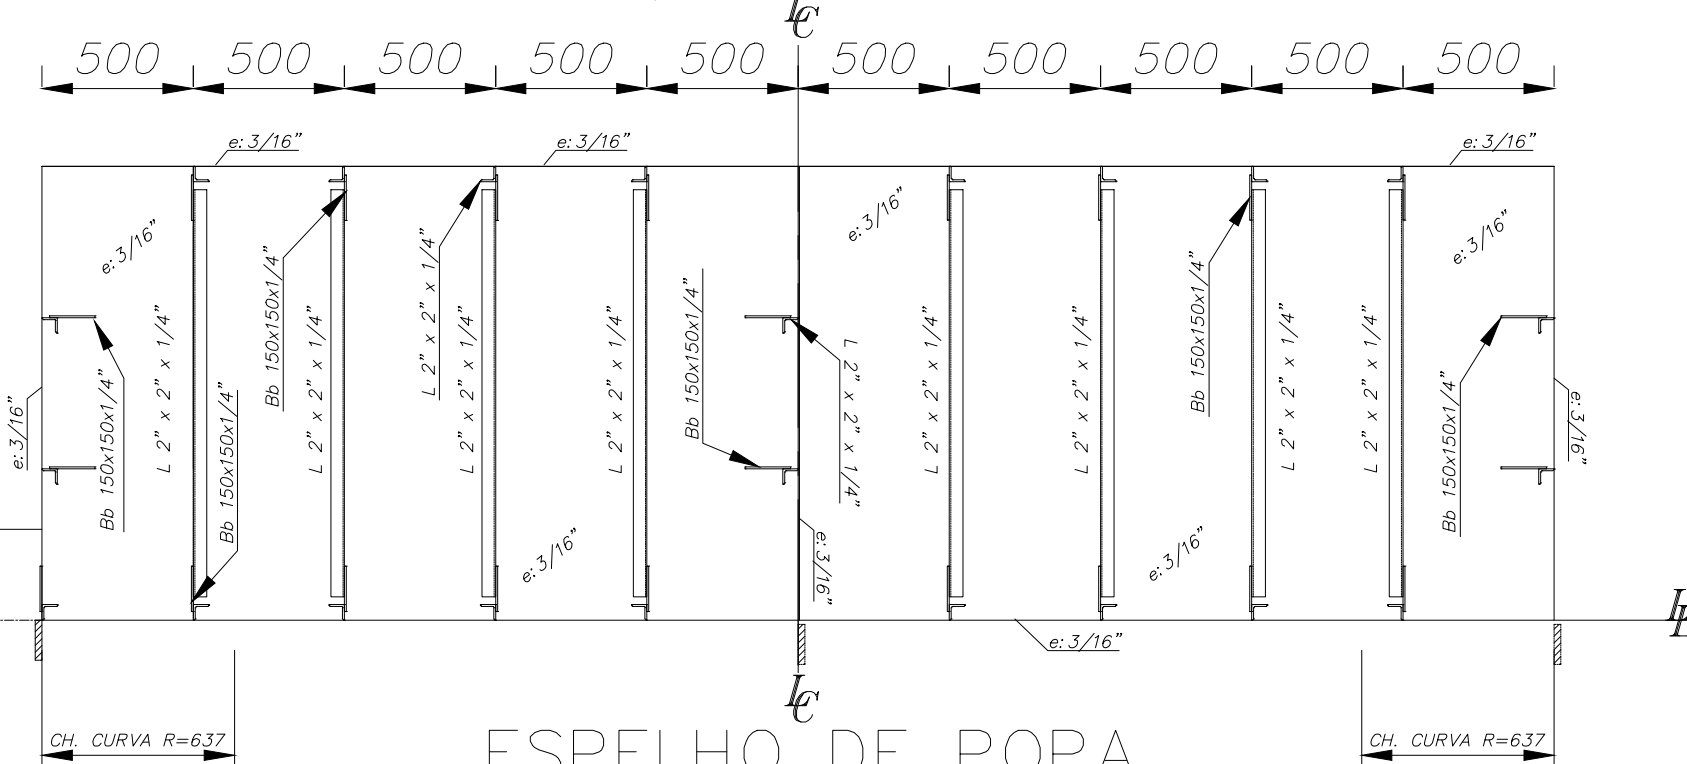 LC
500 500 500 500 500 500 500 500 500 500
e: 3/16"
e: 3/16"
e: 3/16"
e: 3/16"
e: 3/16"
e: 3/16"
Bb 150x150x1/4"
L 2" x 2" x 1/4"
Bb 150x150x1/4"
Bb 150x150x1/4"
L 2" x 2" x 1/4"
L 2" x 2" x 1/4"
L 2" x 2" x 1/4"
L 2" x 2" x 1/4"
Bb 150x150x1/4"
L 2" x 2" x 1/4"
L 2" x 2" x 1/4"
L 2" x 2" x 1/4"
Bb 150x150x1/4"
L 2" x 2" x 1/4"
L 2" x 2" x 1/4"
Bb 150x150x1/4"
e: 3/16"
e: 3/16"
e: 3/16"
e: 3/16"
e: 3/16"
e: 3/16"
LC
CH. CURVA R=637
ESPELHO DE POPA
CH. CURVA R=637